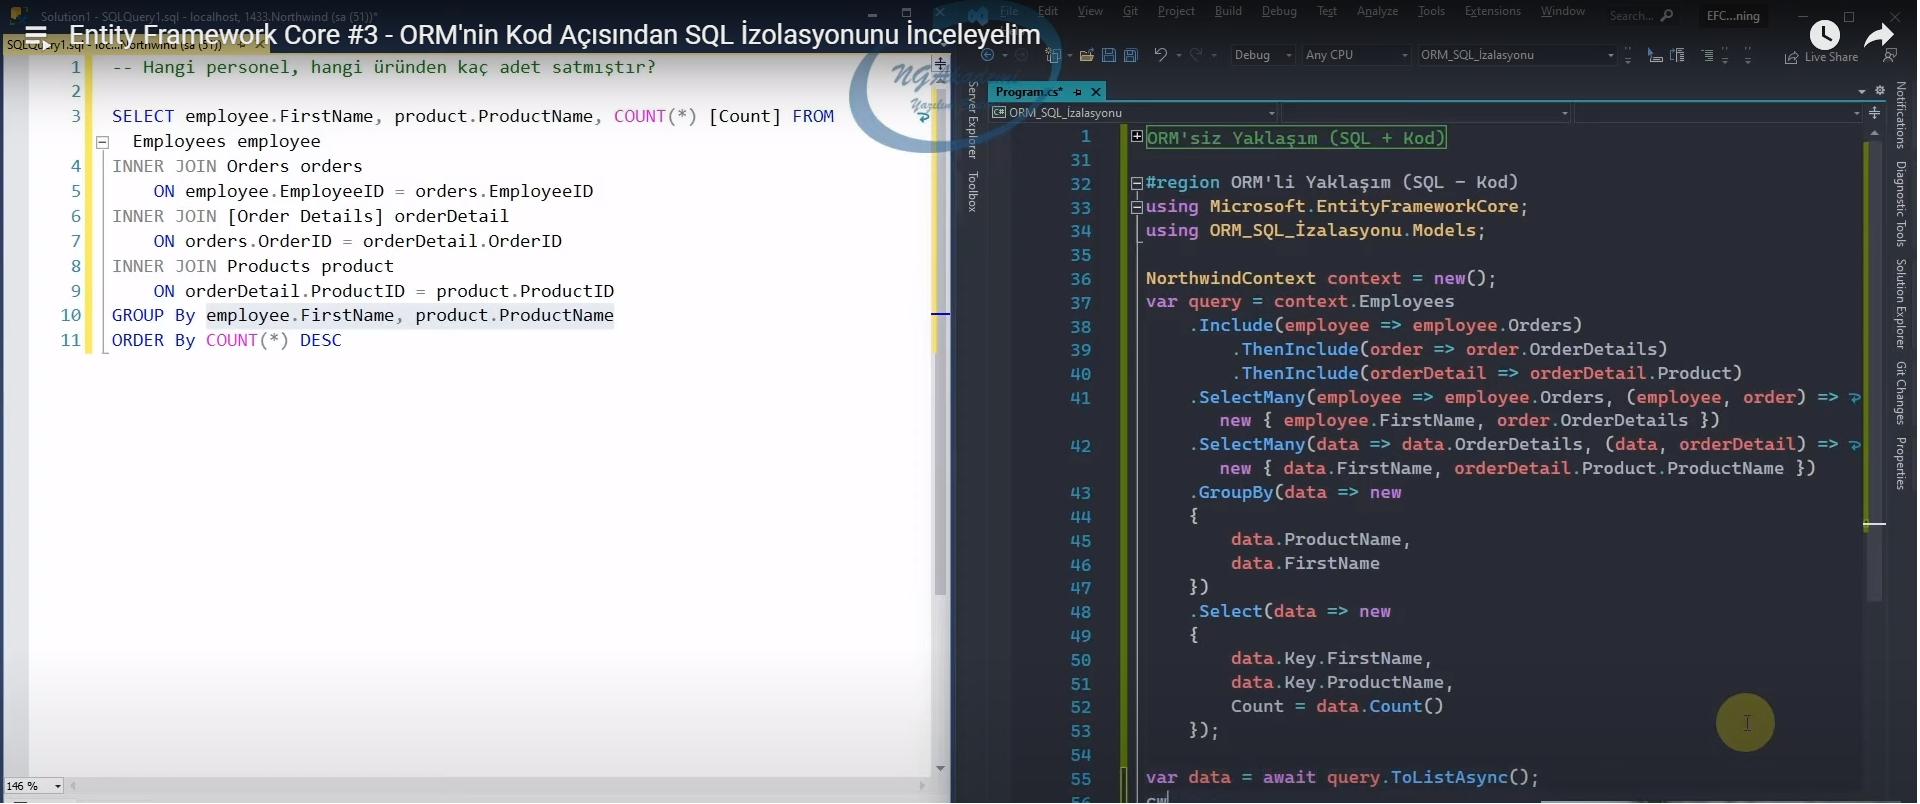 Solution1 - SQLQuery1.sql - localhost, 1433.Northwind (sa (51))*
Entity Framework Core #3 - ORM'nin Kod Açısından SQL İzolasyonunu İnceleyelim
File Edit View Git Project Build Debug Test Analyze Tools Extensions Window Search... EFC...ning
NGAkademi
Debug Any CPU ORM_SQL_İzalasyonu Live Share
1 -- Hangi personel, hangi üründen kaç adet satmıştır?
2
3 SELECT employee.FirstName, product.ProductName, COUNT(*) [Count] FROM
Employees employee
4 INNER JOIN Orders orders
5 ON employee.EmployeeID = orders.EmployeeID
6 INNER JOIN [Order Details] orderDetail
7 ON orders.OrderID = orderDetail.OrderID
8 INNER JOIN Products product
9 ON orderDetail.ProductID = product.ProductID
10 GROUP By employee.FirstName, product.ProductName
11 ORDER By COUNT(*) DESC
146 %
Server Explorer
Toolbox
Program.cs*
ORM_SQL_İzalasyonu
1 ORM'siz Yaklaşım (SQL + Kod)
31
32 #region ORM'li Yaklaşım (SQL - Kod)
33 using Microsoft.EntityFrameworkCore;
34 using ORM_SQL_İzalasyonu.Models;
35
36 NorthwindContext context = new();
37 var query = context.Employees
38 .Include(employee => employee.Orders)
39 .ThenInclude(order => order.OrderDetails)
40 .ThenInclude(orderDetail => orderDetail.Product)
41 .SelectMany(employee => employee.Orders, (employee, order) =>
new { employee.FirstName, order.OrderDetails })
42 .SelectMany(data => data.OrderDetails, (data, orderDetail) =>
new { data.FirstName, orderDetail.Product.ProductName })
43 .GroupBy(data => new
44 {
45 data.ProductName,
46 data.FirstName
47 })
48 .Select(data => new
49 {
50 data.Key.FirstName,
51 data.Key.ProductName,
52 Count = data.Count()
53 });
54
55 var data = await query.ToListAsync();
56 cw
Notifications
Diagnostic Tools
Solution Explorer
Git Changes
Properties